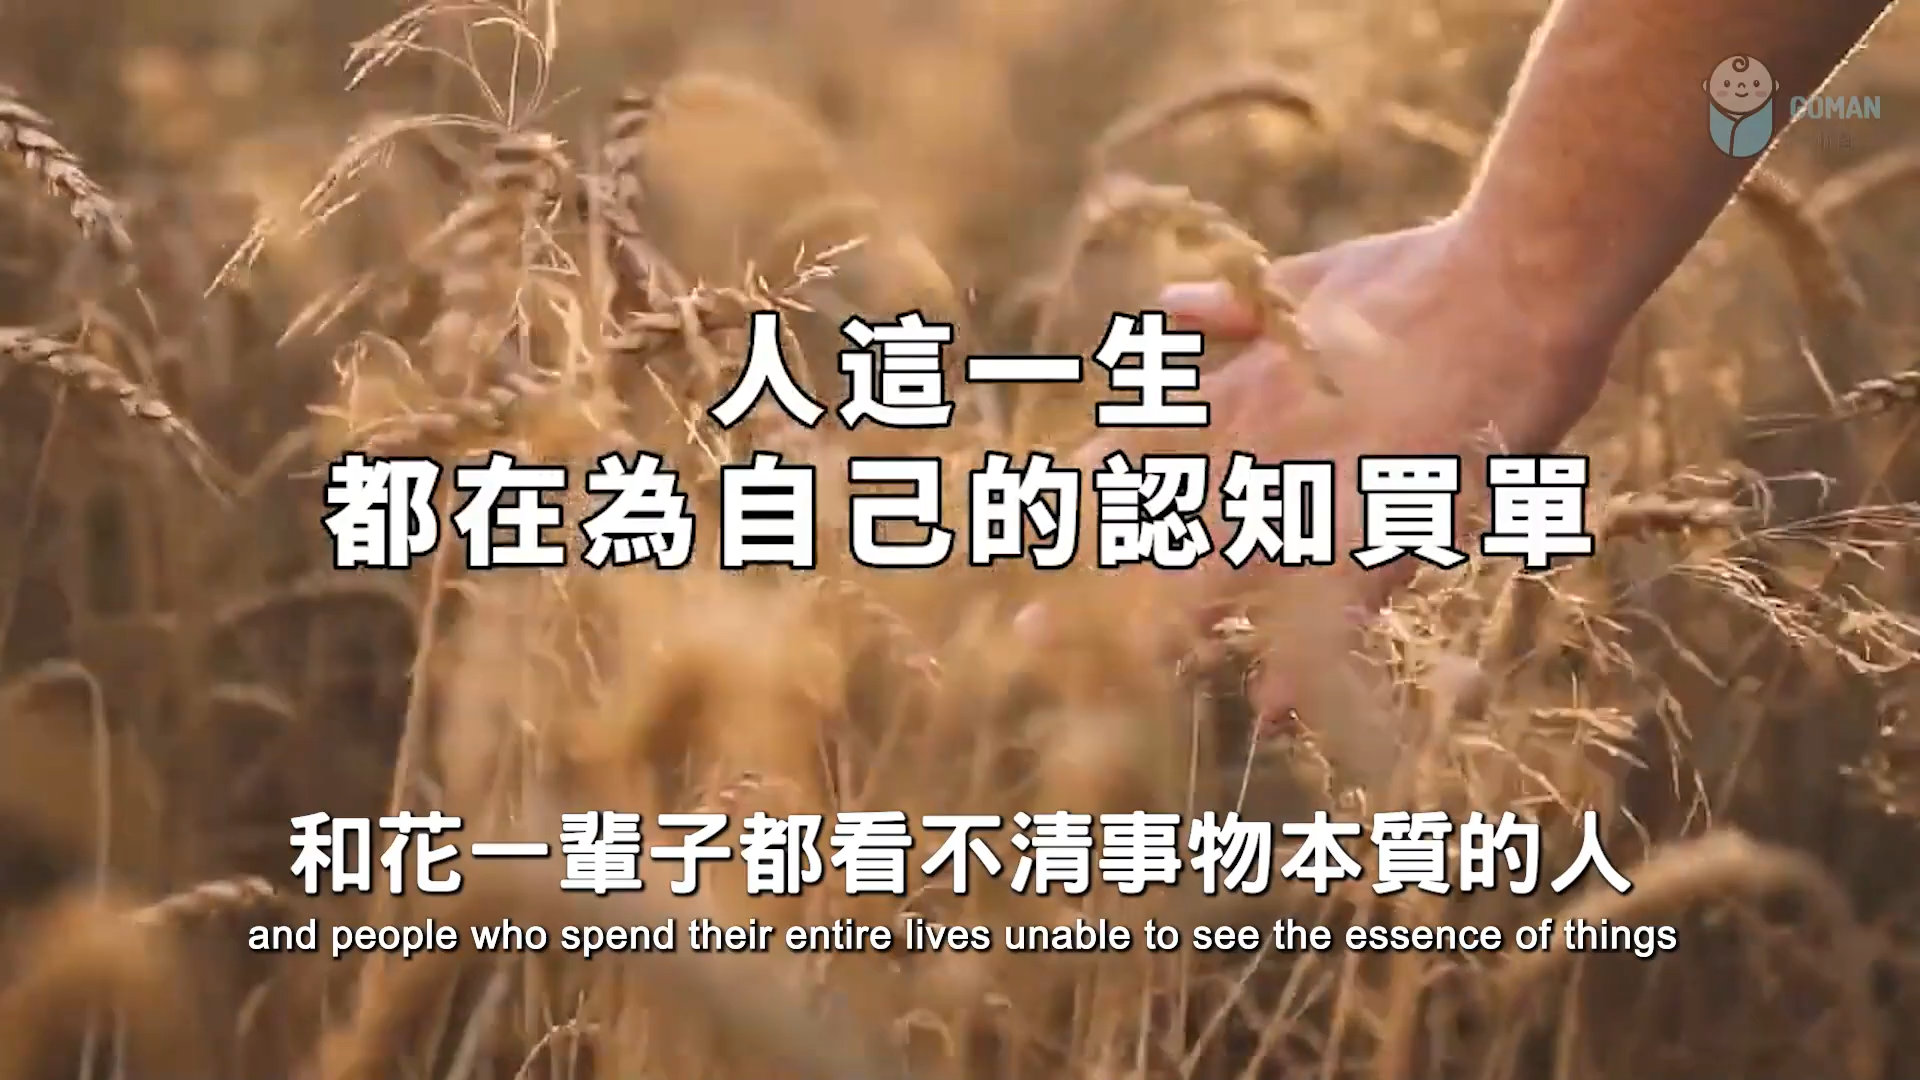 COMAN
人這一生
都在為自己的認知買單
和花一輩子都看不清事物本質的人
and people who spend their entire lives unable to see the essence of things